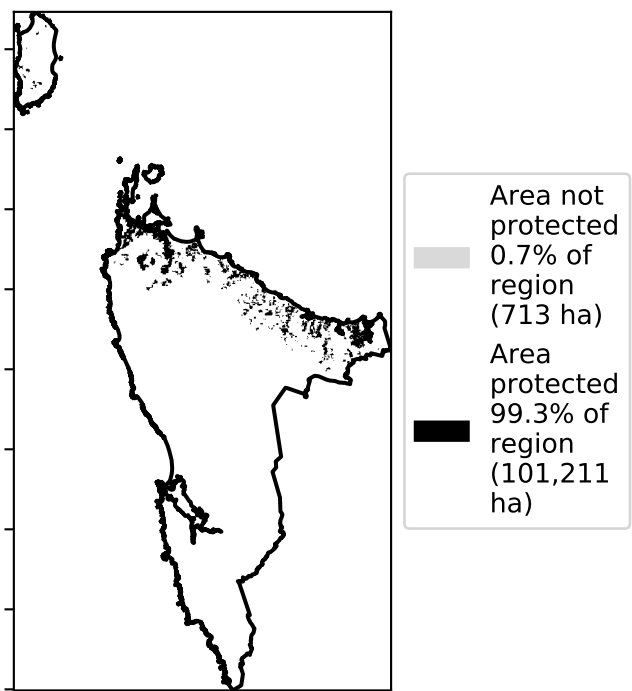 Area not
protected
0.7% of
region
(713 ha)
Area
protected
99.3% of
region
(101,211
ha)